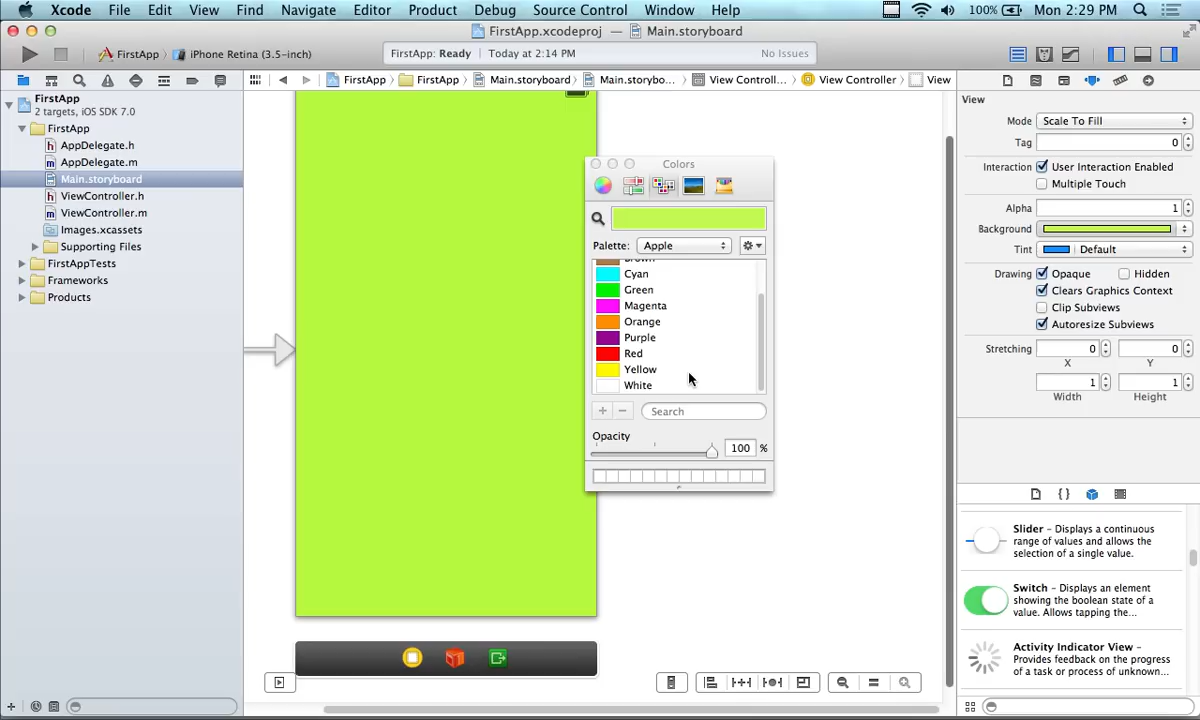 Xcode File Edit View Find Navigate Editor Product Debug Source Control Window Help 100% Mon 2:29 PM
FirstApp.xcodeproj — Main.storyboard
FirstApp iPhone Retina (3.5-inch) FirstApp: Ready Today at 2:14 PM No Issues
FirstApp FirstApp Main.storyboard Main.storybo... View Controll... View Controller View
FirstApp
2 targets, iOS SDK 7.0
FirstApp
h AppDelegate.h
m AppDelegate.m
Main.storyboard
h ViewController.h
m ViewController.m
Images.xcassets
Supporting Files
FirstAppTests
Frameworks
Products
Colors
Palette: Apple
Brown
Cyan
Green
Magenta
Orange
Purple
Red
Yellow
White
+ − Search
Opacity
100 %
View
Mode Scale To Fill
Tag 0
Interaction User Interaction Enabled
Multiple Touch
Alpha 1
Background
Tint Default
Drawing Opaque Hidden
Clears Graphics Context
Clip Subviews
Autoresize Subviews
Stretching 0 0
X Y
1 1
Width Height
Slider – Displays a continuous
range of values and allows the
selection of a single value.
Switch – Displays an element
showing the boolean state of a
value. Allows tapping the...
Activity Indicator View –
Provides feedback on the progress
of a task or process of unknown...